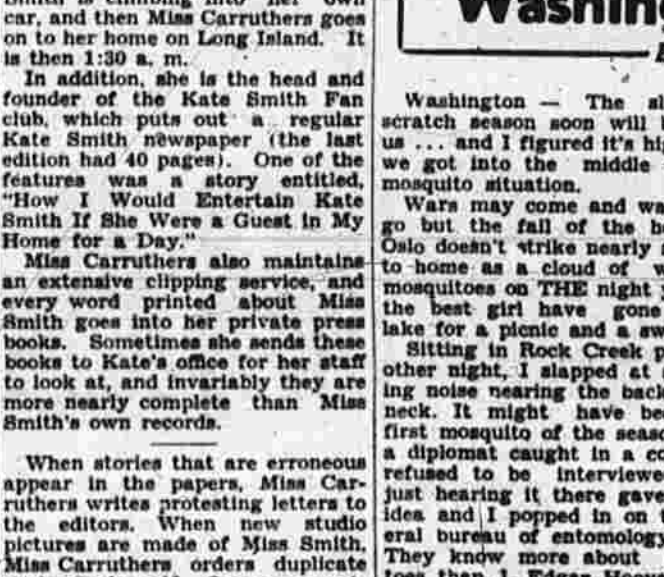 Smith is climbing into her own
car, and then Miss Carruthers goes
on to her home on Long Island. It
is then 1:30 a. m.
In addition, she is the head and
founder of the Kate Smith Fan
club, which puts out a regular
Kate Smith newspaper (the last
edition had 40 pages). One of the
features was a story entitled,
"How I Would Entertain Kate
Smith If She Were a Guest in My
Home for a Day."
Miss Carruthers also maintains
an extensive clipping service, and
every word printed about Miss
Smith goes into her private press
books. Sometimes she sends these
books to Kate's office for her staff
to look at, and invariably they are
more nearly complete than Miss
Smith's own records.
When stories that are erroneous
appear in the papers, Miss Car-
ruthers writes protesting letters to
the editors. When new studio
pictures are made of Miss Smith,
Miss Carruthers orders duplicate
Washin
Washington — The
scratch season soon will
us ... and I figured it's
we got into the middle
mosquito situation.
Wars may come and
go but the fall of the
Oslo doesn't strike nearly
to home as a cloud of
mosquitoes on THE night
the best girl have gone
lake for a picnic and a
Sitting in Rock Creek
other night, I slapped at
ing noise nearing the
neck. It might have
first mosquito of the
a diplomat caught in a
refused to be
just hearing it there gave
idea and I popped in on
eral bureau of entomology
They know more about
toes than J. Edgar